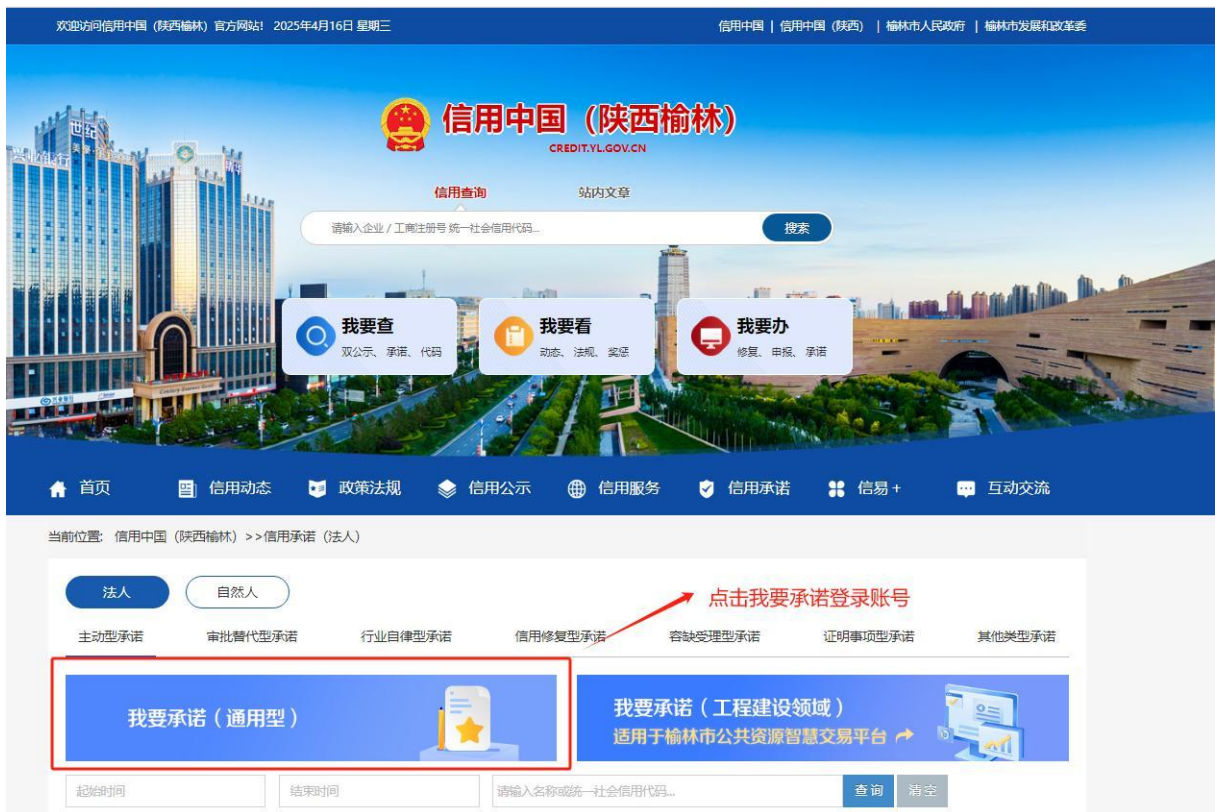 欢迎访问信用中国（陕西榆林）官方网站！ 2025年4月16日 星期三
信用中国 | 信用中国（陕西） | 榆林市人民政府 | 榆林市发展和改革委
信用中国（陕西榆林）
CREDIT.YL.GOV.CN
世纪
兴业银行
信用查询 站内文章
请输入企业 / 工商注册号 统一社会信用代码...
搜索
我要查
双公示、承诺、代码
我要看
动态、法规、奖惩
我要办
修复、申报、承诺
首页 信用动态 政策法规 信用公示 信用服务 信用承诺 信易+ 互动交流
当前位置: 信用中国（陕西榆林）>>信用承诺（法人）
法人 自然人
点击我要承诺登录账号
主动型承诺 审批替代型承诺 行业自律型承诺 信用修复型承诺 容缺受理型承诺 证明事项型承诺 其他类型承诺
我要承诺（通用型）
我要承诺（工程建设领域）
适用于榆林市公共资源智慧交易平台
起始时间 结束时间 请输入名称或统一社会信用代码... 查询 清空